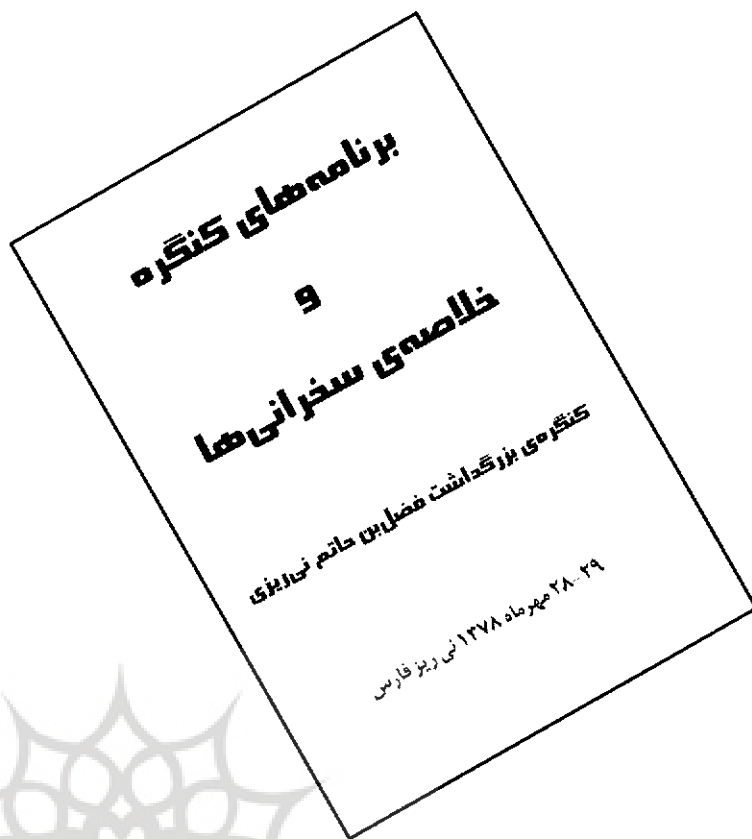 برنامه‌های کنگره
و
خلاصه‌ی سخرانی‌ها
کنگره‌ی بزرگداشت فضل‌بن حاتم نی‌ریزی
۲۸-۲۹ مهرماه ۱۳۷۸ نی ریز فارس